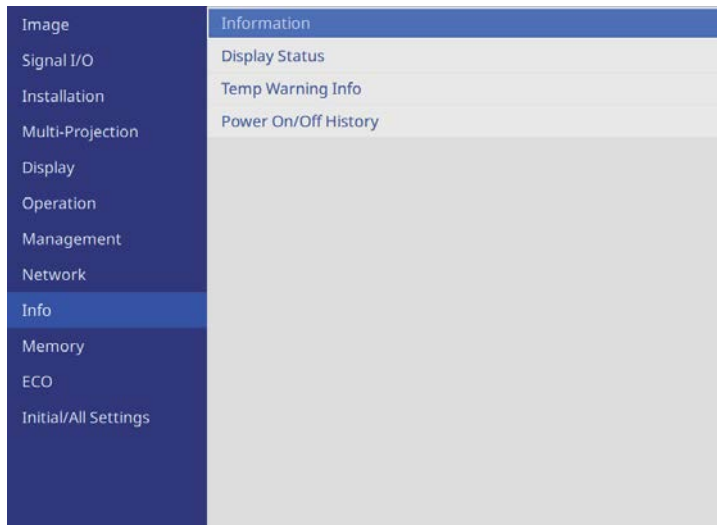 Image
Signal I/O
Installation
Multi-Projection
Display
Operation
Management
Network
Info
Memory
ECO
Initial/All Settings
Information
Display Status
Temp Warning Info
Power On/Off History